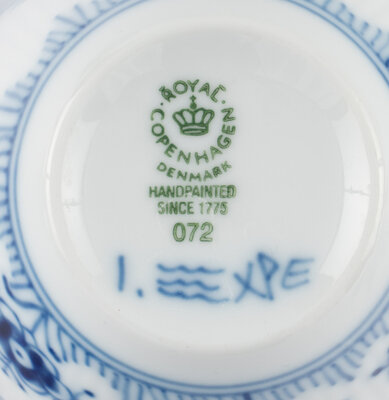 ROYAL
COPENHAGEN
DENMARK
HANDPAINTED
SINCE 1775
072
1. XPE